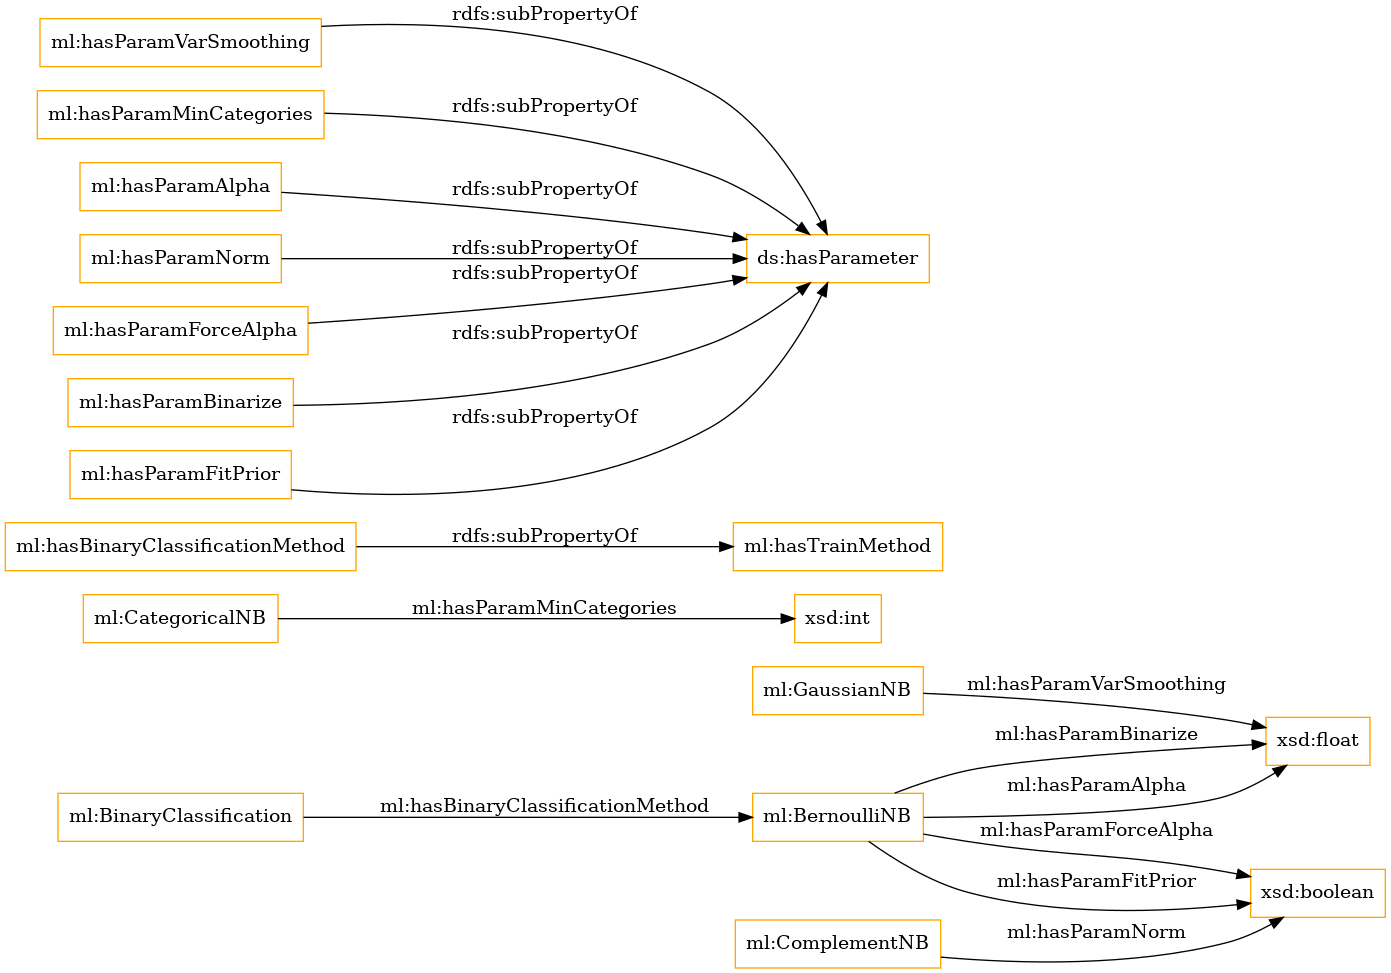 rdfs:subPropertyOf
ml:hasParamVarSmoothing
rdfs:subPropertyOf
ml:hasParamMinCategories
rdfs:subPropertyOf
ml:hasParamAlpha
rdfs:subPropertyOf
ml:hasParamNorm
ds:hasParameter
rdfs:subPropertyOf
ml:hasParamForceAlpha
rdfs:subPropertyOf
ml:hasParamBinarize
rdfs:subPropertyOf
ml:hasParamFitPrior
ml:hasBinaryClassificationMethod
rdfs:subPropertyOf
ml:hasTrainMethod
ml:CategoricalNB
ml:hasParamMinCategories
xsd:int
ml:GaussianNB
ml:hasParamVarSmoothing
xsd:float
ml:hasParamBinarize
ml:hasParamAlpha
ml:BinaryClassification
ml:hasBinaryClassificationMethod
ml:BernoulliNB
ml:hasParamForceAlpha
ml:hasParamFitPrior
xsd:boolean
ml:hasParamNorm
ml:ComplementNB